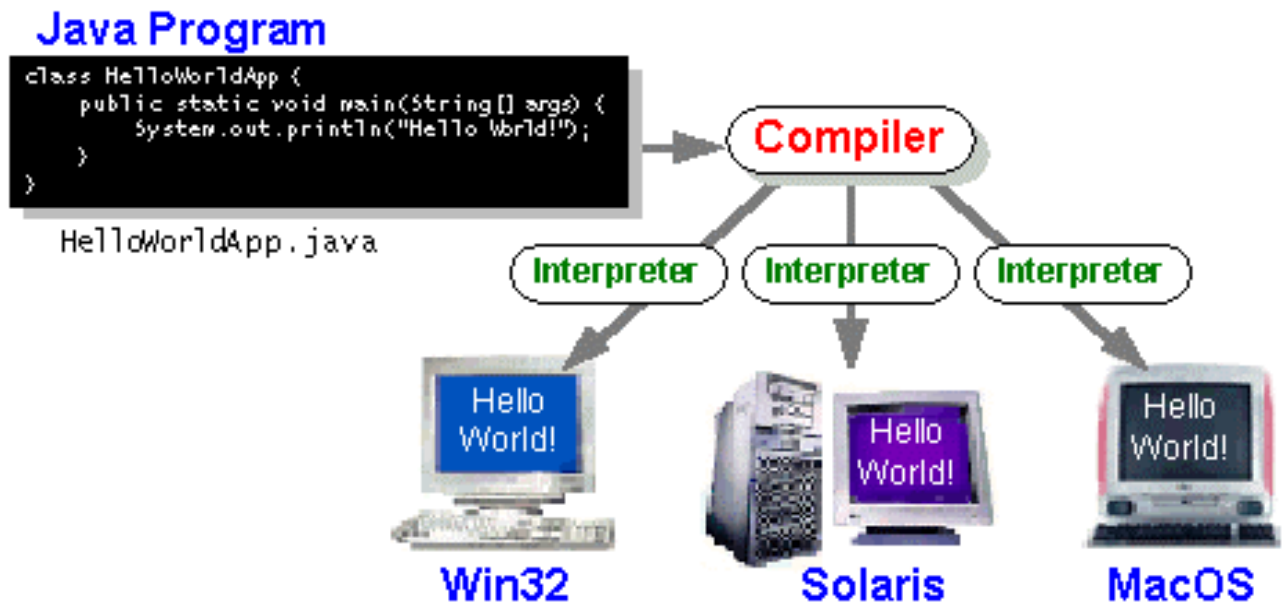 Java Program
class HelloWorldApp {
    public static void main(String[] args) {
        System.out.println("Hello World!");
    }
}
HelloWorldApp.java
Compiler
Interpreter
Interpreter
Interpreter
Hello
World!
Hello
World!
Hello
World!
Win32
Solaris
MacOS